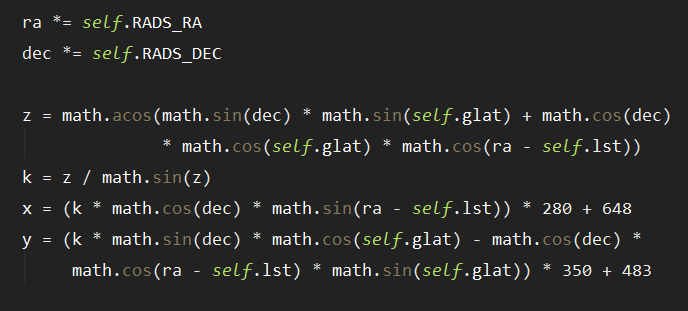 ra *= self.RADS_RA
dec *= self.RADS_DEC
z = math.acos(math.sin(dec) * math.sin(self.glat) + math.cos(dec)
* math.cos(self.glat) * math.cos(ra - self.lst))
k = z / math.sin(z)
x = (k * math.cos(dec) * math.sin(ra - self.lst)) * 280 + 648
y = (k * math.sin(dec) * math.cos(self.glat) - math.cos(dec) *
math.cos(ra - self.lst) * math.sin(self.glat)) * 350 + 483